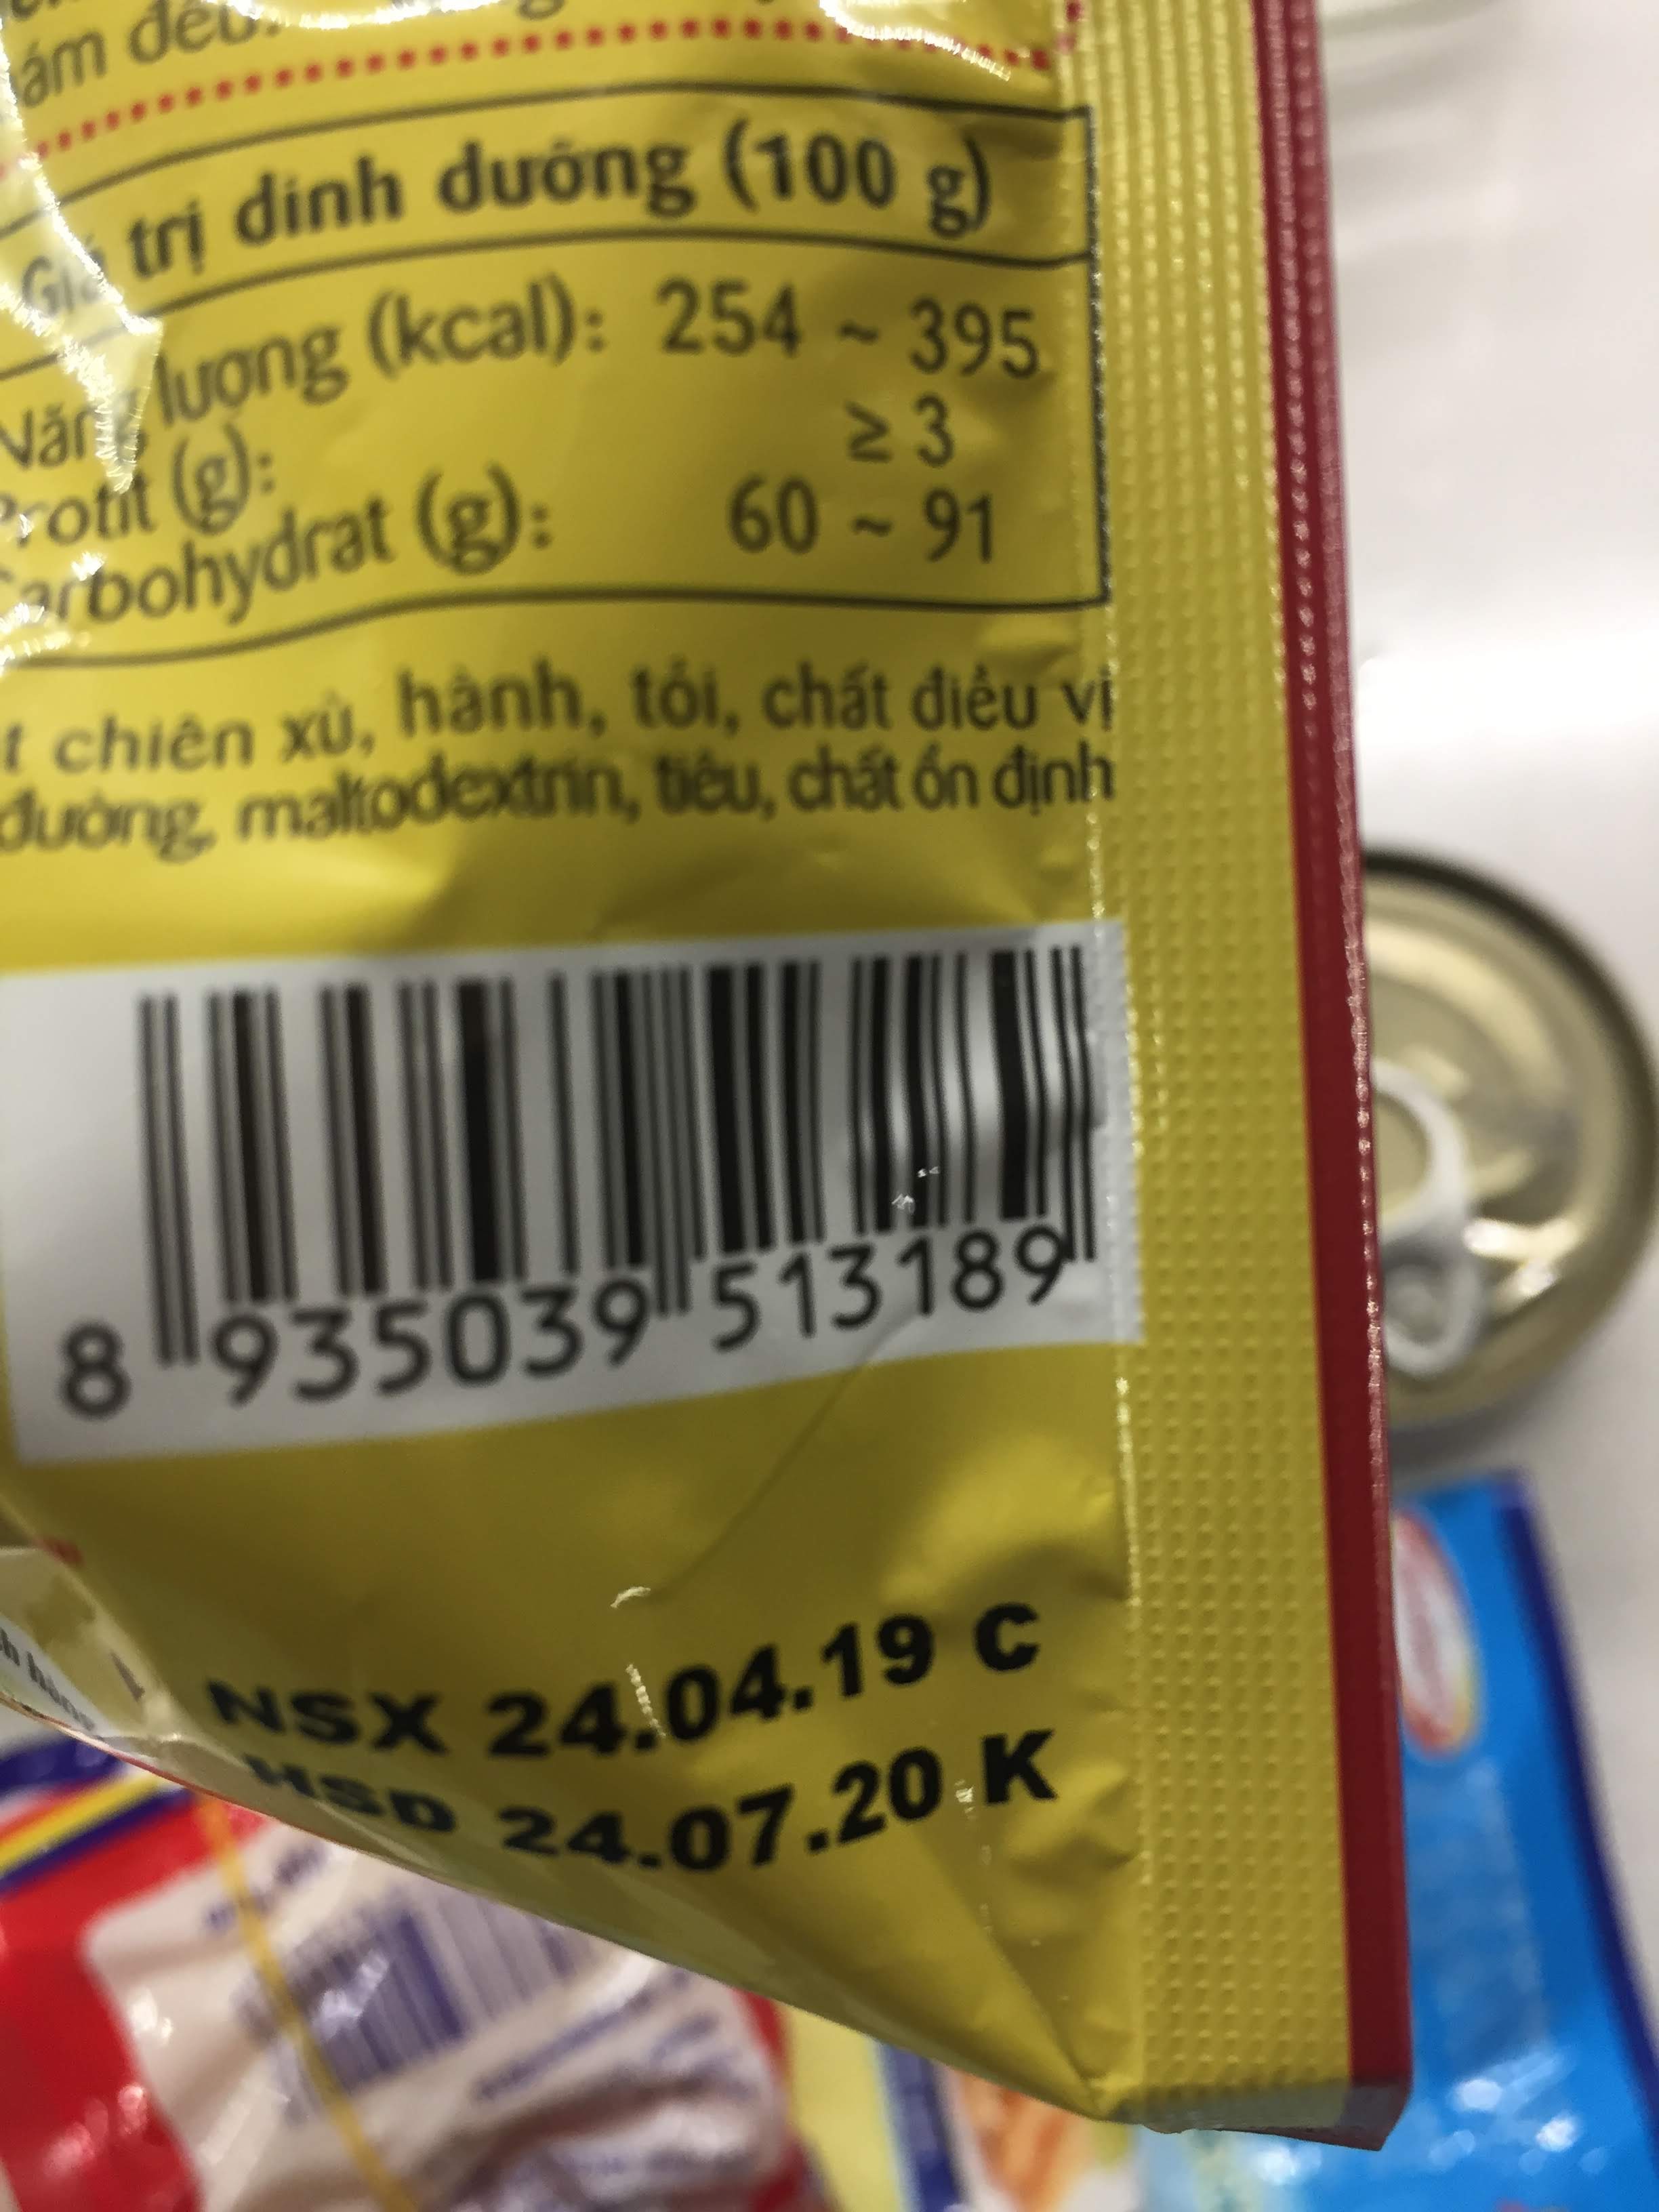 ám đều.
Giá trị dinh dưỡng (100 g)
Năng lượng (kcal): 254 ~ 395
Protit (g): ≥ 3
Carbohydrat (g): 60 ~ 91
chiên xù, hành, tỏi, chất điều vị
đường, maltodextrin, tiêu, chất ổn định
8 935039 513189
NSX 24.04.19 C
HSD 24.07.20 K